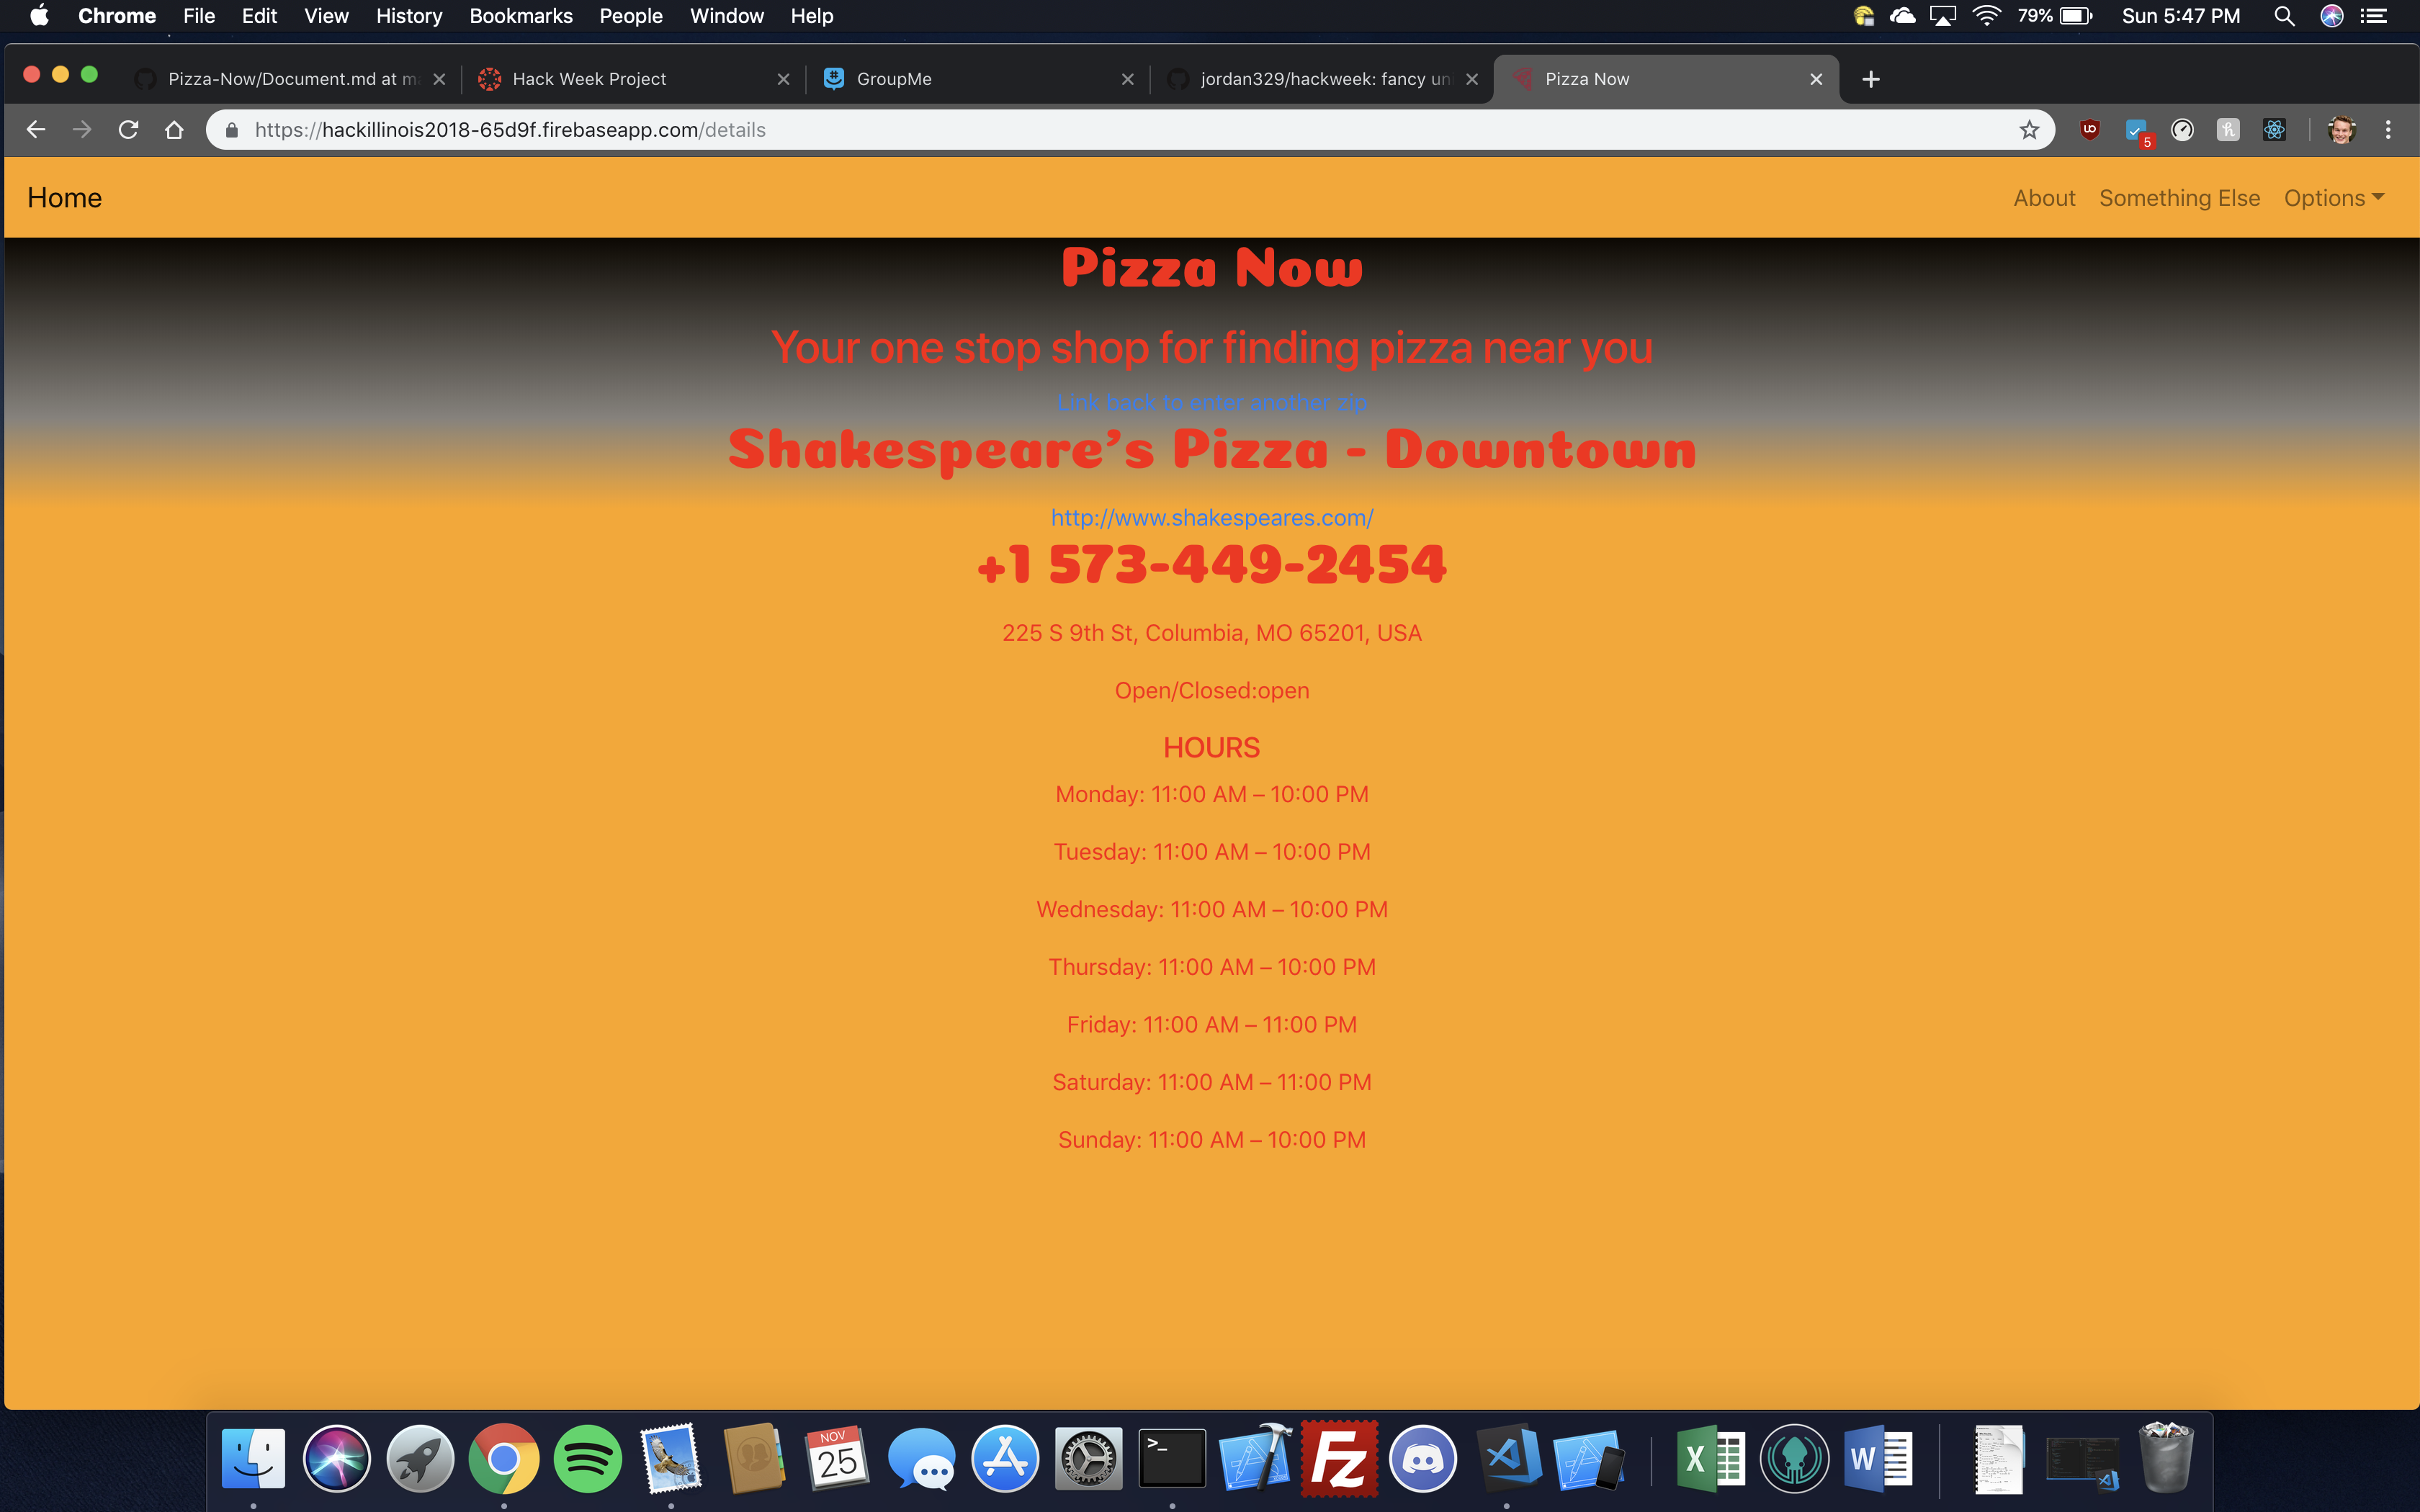 Chrome File Edit View History Bookmarks People Window Help 79% Sun 5:47 PM
Pizza-Now/Document.md at ma Hack Week Project GroupMe jordan329/hackweek: fancy uni Pizza Now
https://hackillinois2018-65d9f.firebaseapp.com/details 5
Home About Something Else Options
Pizza Now
Your one stop shop for finding pizza near you
Link back to enter another zip
Shakespeare's Pizza - Downtown
http://www.shakespeares.com/
+1 573-449-2454
225 S 9th St, Columbia, MO 65201, USA
Open/Closed:open
HOURS
Monday: 11:00 AM – 10:00 PM
Tuesday: 11:00 AM – 10:00 PM
Wednesday: 11:00 AM – 10:00 PM
Thursday: 11:00 AM – 10:00 PM
Friday: 11:00 AM – 11:00 PM
Saturday: 11:00 AM – 11:00 PM
Sunday: 11:00 AM – 10:00 PM
NOV
25